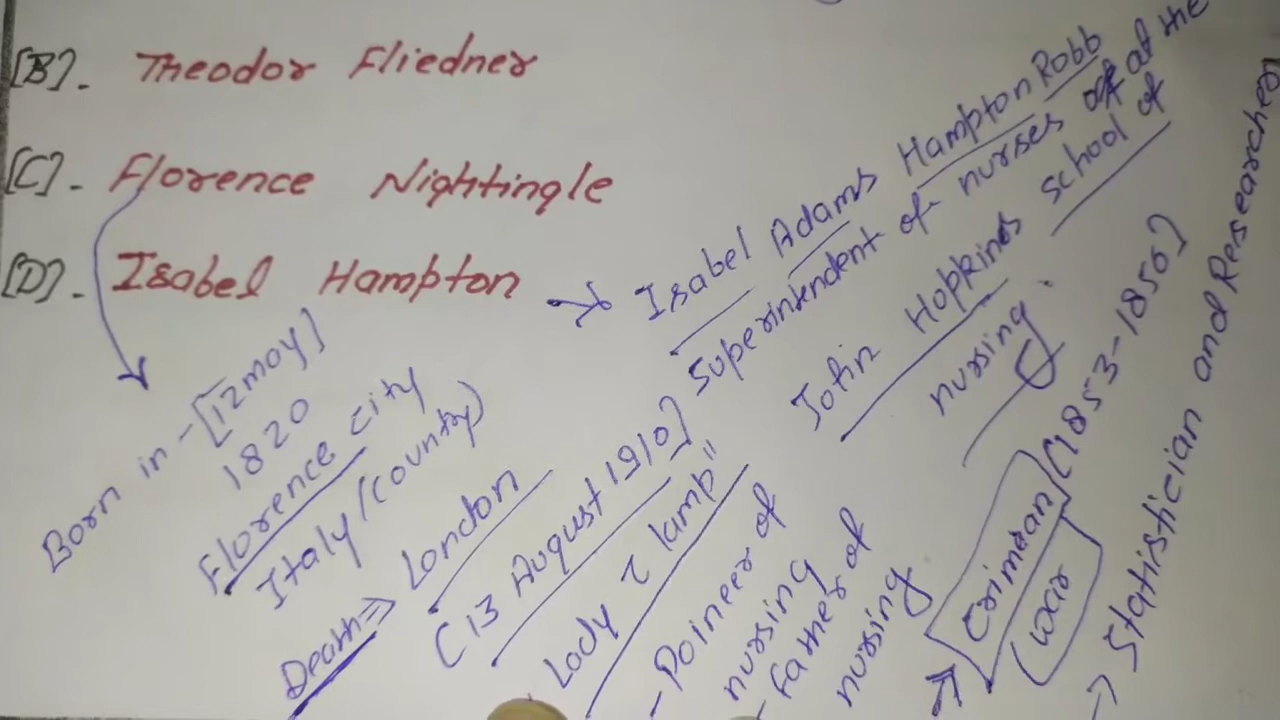 [B]. Theodor Fliedner
[C]. Florence Nightingle
[D]. Isabel Hampton
Isabel Adams Hampton Robb
Superintendent of nurses at the
John Hopkins school of
nursing.
Born in - [12 may]
1820
Florence city
Italy (country)
Death ⇒ London
(13 August 1910]
Lady ट lamp"
- Poineer of
nursing
- father of
nursing
Crimean (1853-1856]
(war
→ Statistician and Researcher